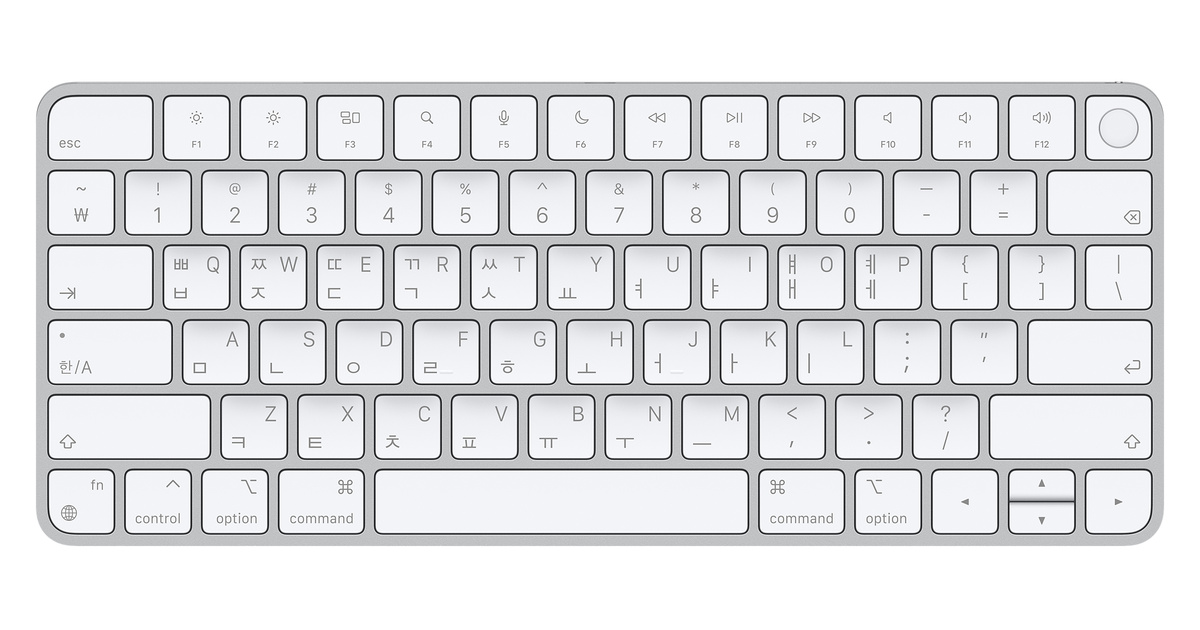 esc F1 F2 F3 F4 F5 F6 F7 F8 F9 F10 F11 F12
~ ! @ # $ % ^ & * ( ) — +
₩ 1 2 3 4 5 6 7 8 9 0 - =
ㅃ Q ㅉ W ㄸ E ㄲ R ㅆ T Y U I ㅒ O ㅖ P { } |
ㅂ ㅈ ㄷ ㄱ ㅅ ㅛ ㅕ ㅑ ㅐ ㅔ [ ] \
A S D F G H J K L : "
한/A ㅁ ㄴ ㅇ ㄹ ㅎ ㅗ ㅓ ㅏ ㅣ ; '
Z X C V B N M < > ?
ㅋ ㅌ ㅊ ㅍ ㅠ ㅜ ㅡ , . /
fn ^ ⌥ ⌘ ⌘ ⌥
control option command command option